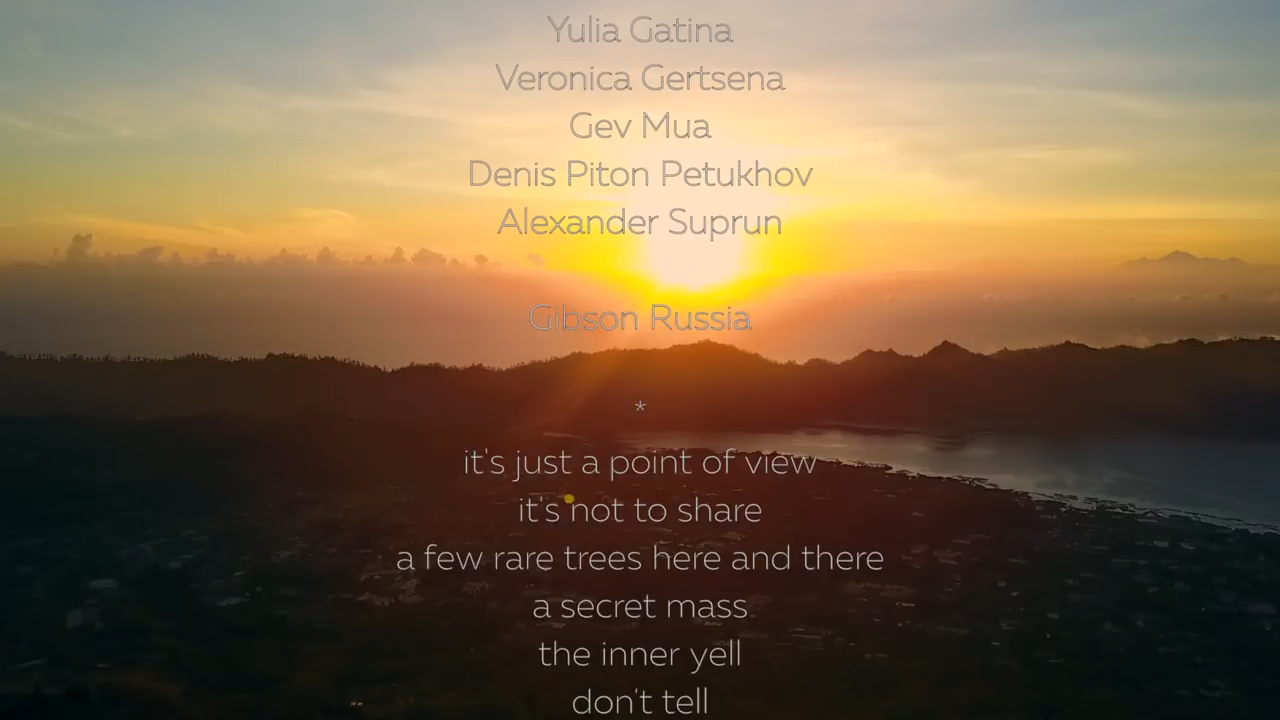 Yulia Gatina
Veronica Gertsena
Gev Mua
Denis Piton Petukhov
Alexander Suprun
Gibson Russia
*
it's just a point of view
it's not to share
a few rare trees here and there
a secret mass
the inner yell
don't tell